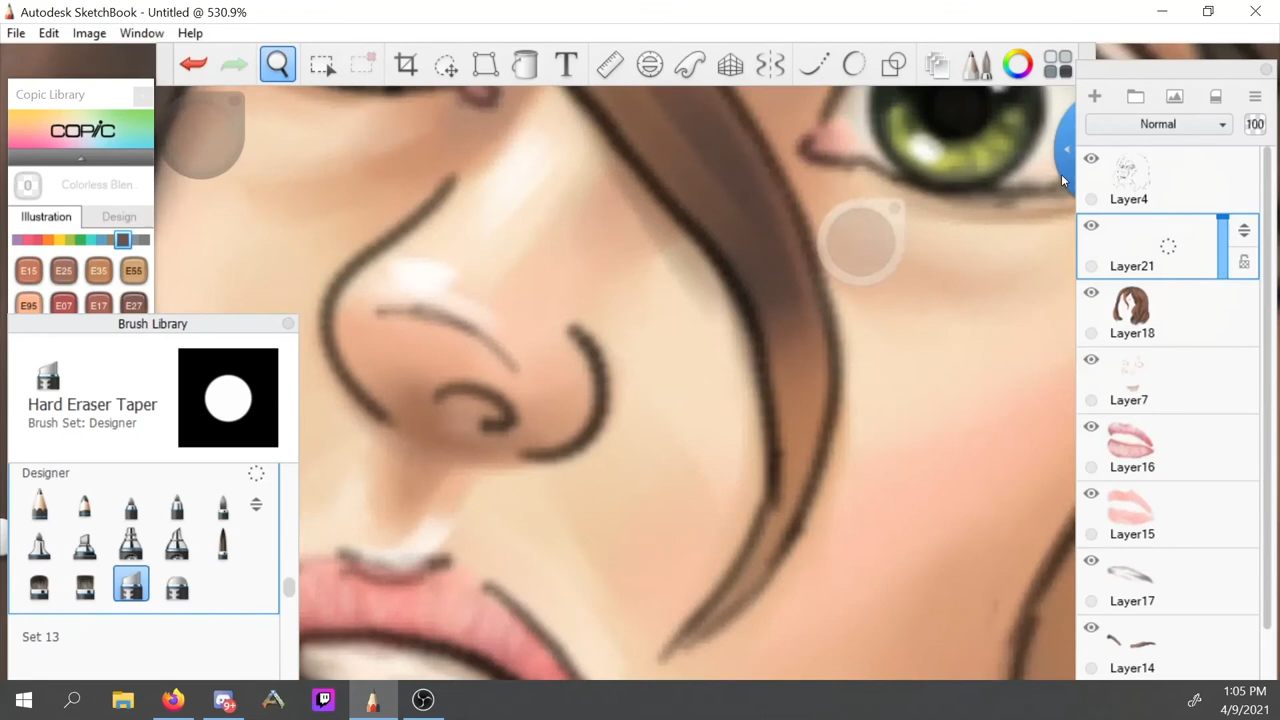 Autodesk SketchBook - Untitled @ 530.9%
File Edit Image Window Help
T
Copic Library
COPIC
0 Colorless Blen...
Illustration Design
E15 E25 E35 E55
E95 E07 E17 E27
Brush Library
Hard Eraser Taper
Brush Set: Designer
Designer
Set 13
Normal 100
Layer4
Layer21
Layer18
Layer7
Layer16
Layer15
Layer17
Layer14
9+
1:05 PM
4/9/2021